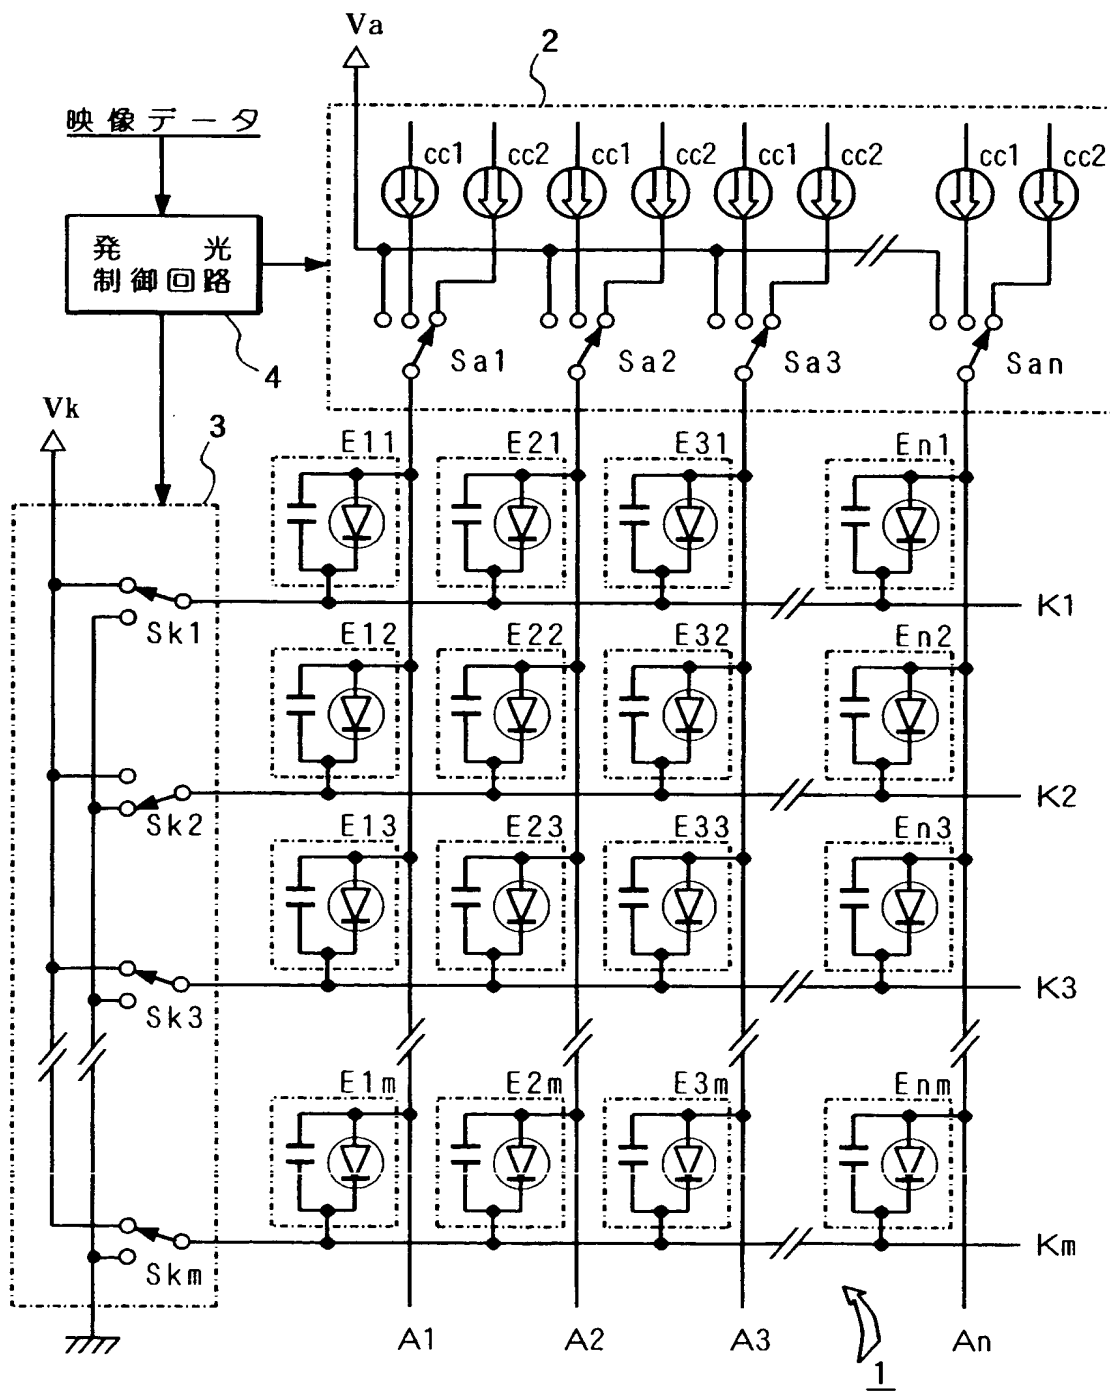 Va
2
映像データ
cc1 cc2 cc1 cc2 cc1 cc2 cc1 cc2
発光
制御回路
4
Sa1 Sa2 Sa3 San
Vk
3
E11 E21 E31 En1
Sk1
K1
E12 E22 E32 En2
Sk2
K2
E13 E23 E33 En3
Sk3
K3
E1m E2m E3m Enm
Skm
Km
A1 A2 A3 An
1